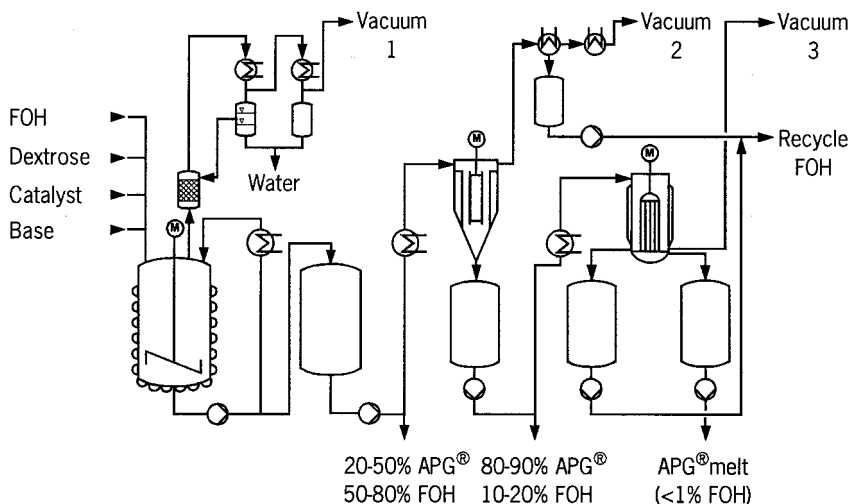 Vacuum
1
Vacuum
2
Vacuum
3
FOH
Dextrose
Catalyst
Base
Water
Recycle
FOH
M
M
M
20-50% APG®
50-80% FOH
80-90% APG®
10-20% FOH
APG® melt
(<1% FOH)